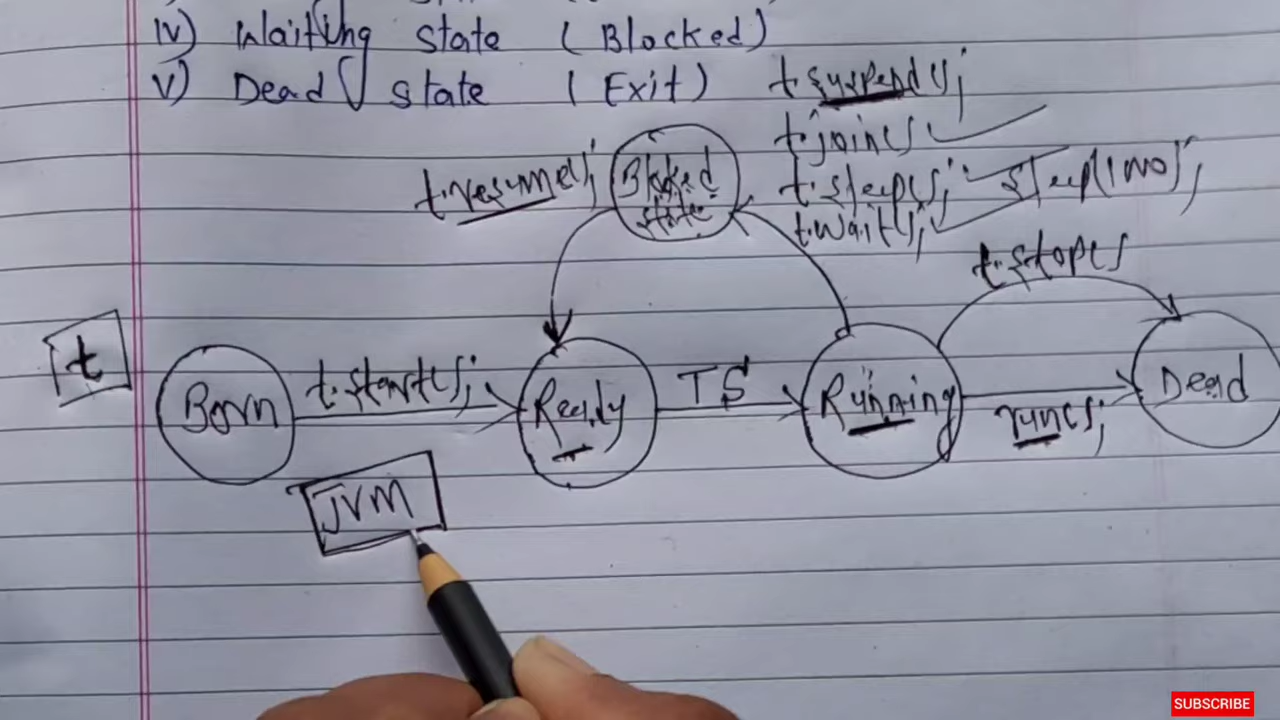 iv) Waiting state (Blocked)
v) Dead state (Exit)
t.suspend();
t.join()
t.resume();
Blocked state
t.sleep(); sleep(1000);
t.wait();
t.stop()
t
Born
t.start();
Ready
TS
Running
run();
Dead
JVM
SUBSCRIBE